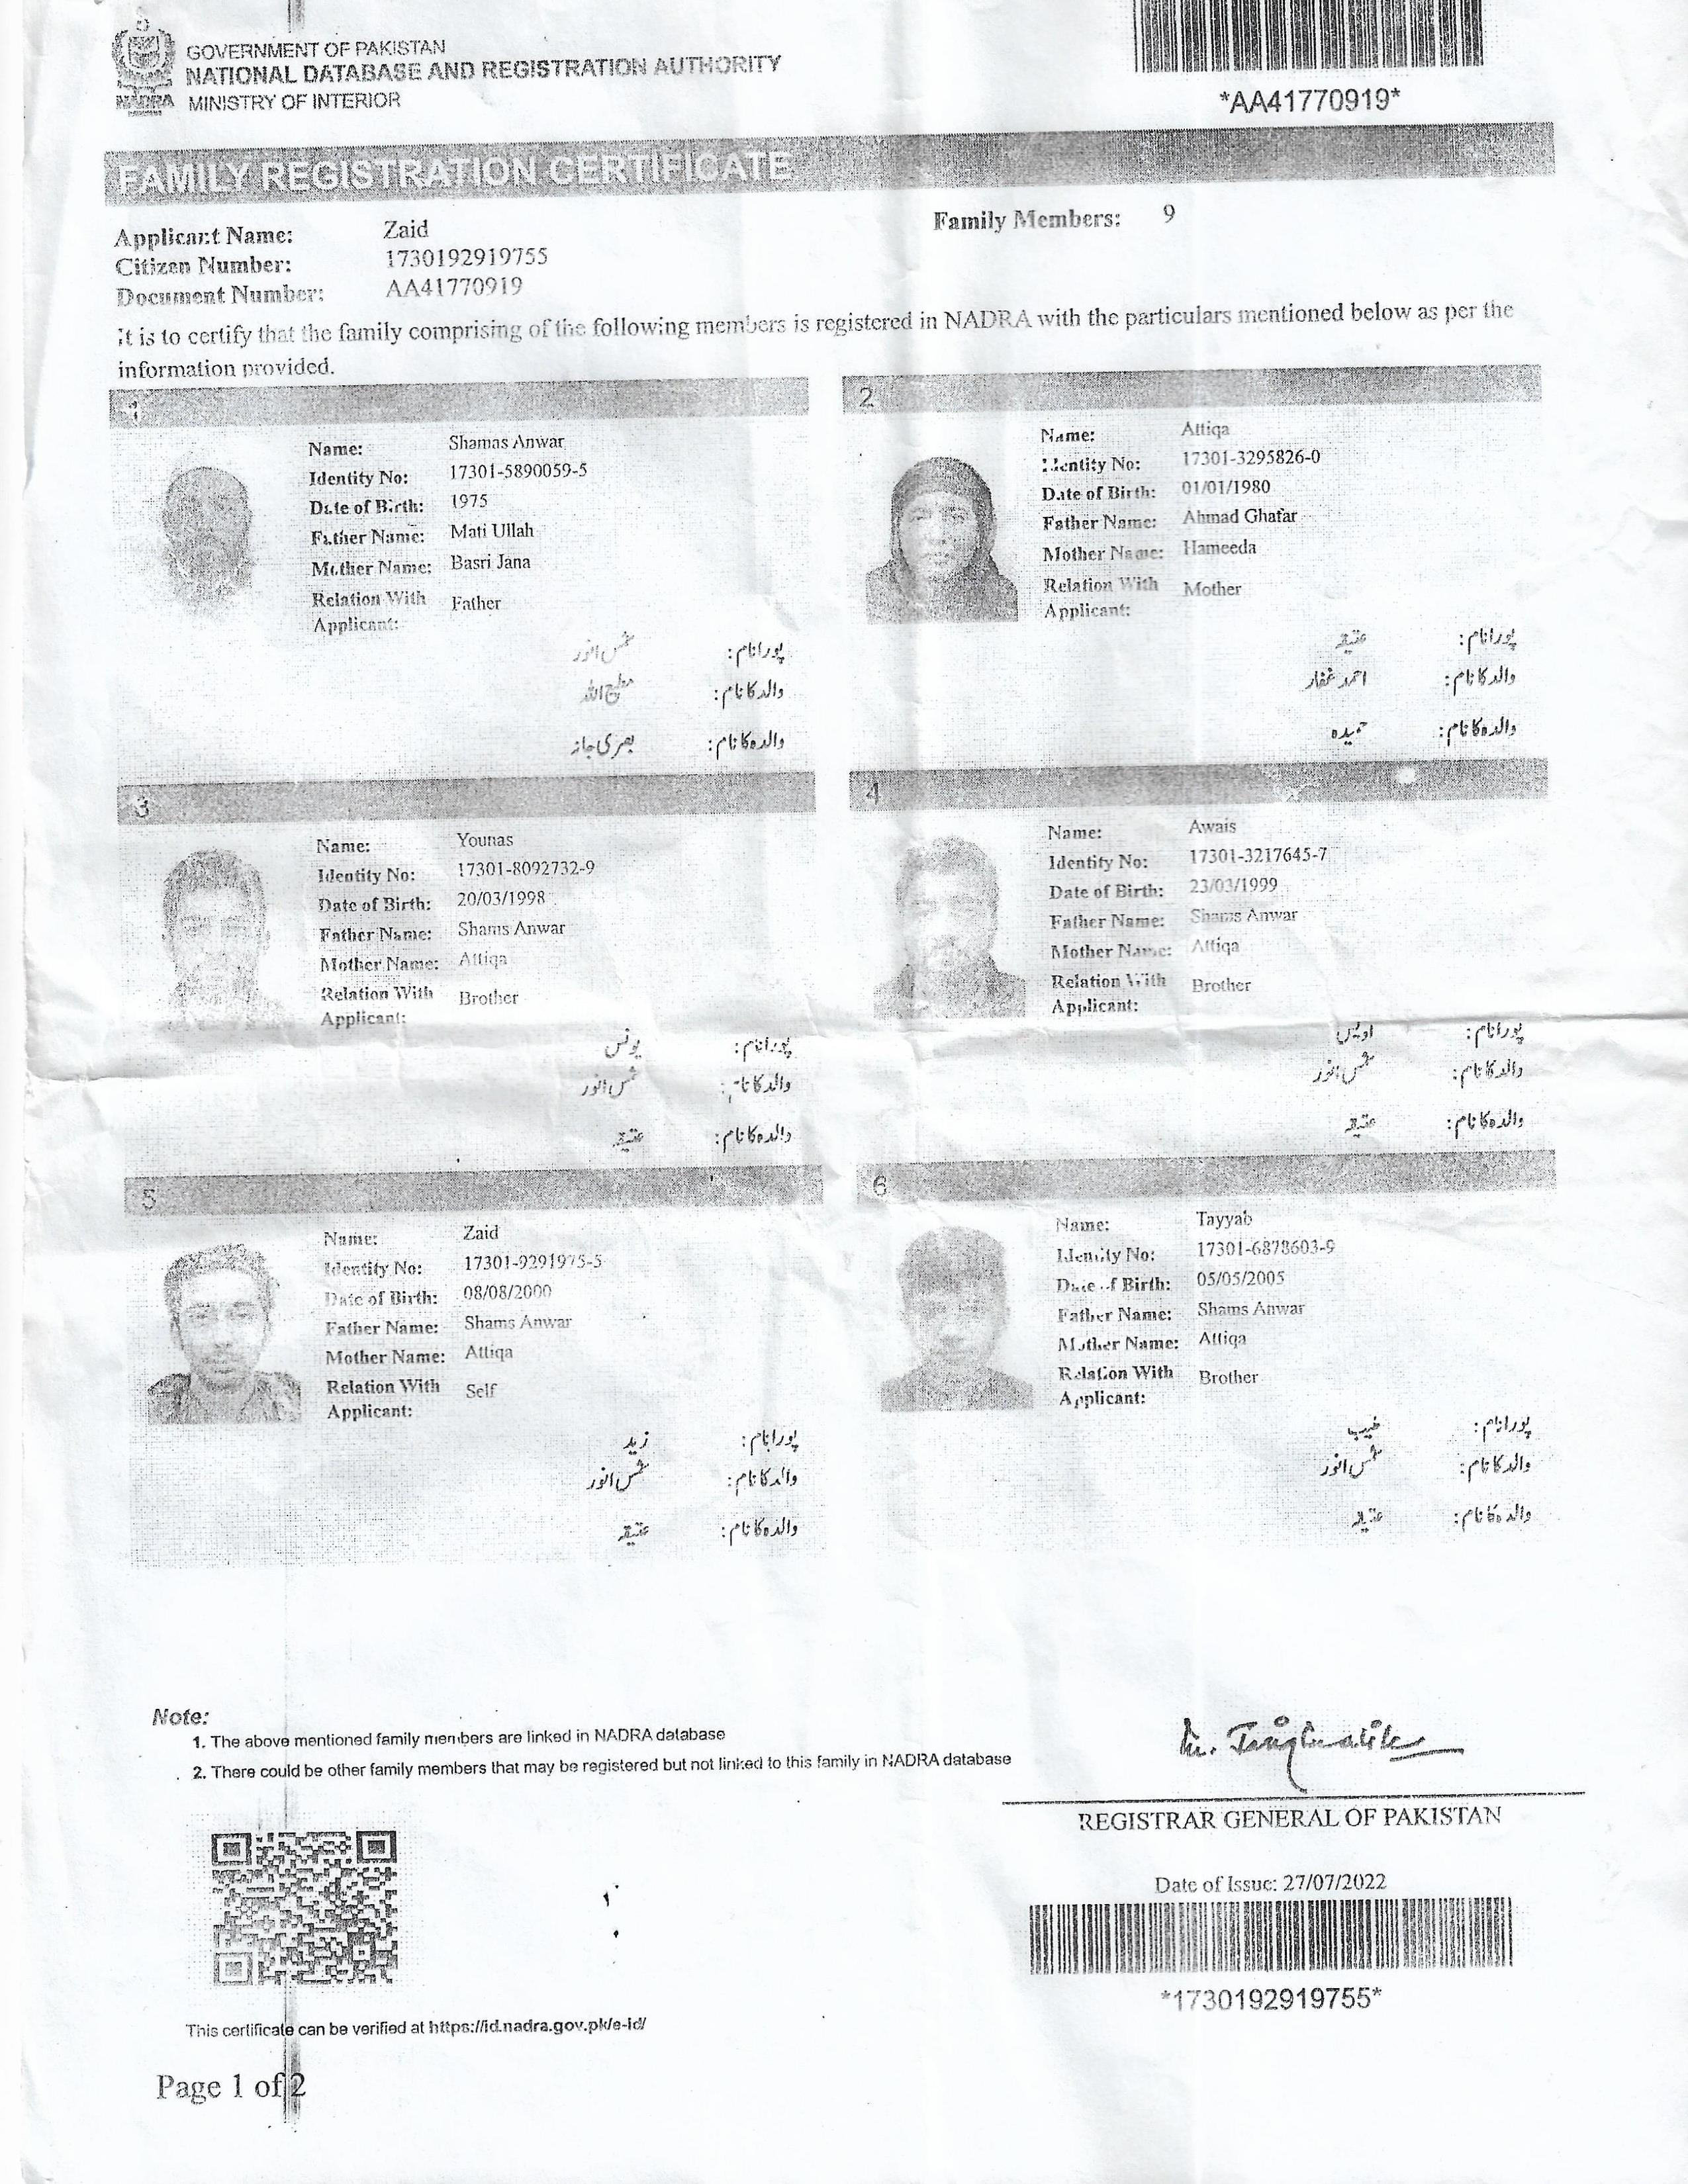 GOVERNMENT OF PAKISTAN
NATIONAL DATABASE AND REGISTRATION AUTHORITY
NADRA MINISTRY OF INTERIOR
*AA41770919*
FAMILY REGISTRATION CERTIFICATE
Applicant Name: Zaid
Family Members: 9
Citizen Number: 1730192919755
Document Number: AA41770919
It is to certify that the family comprising of the following members is registered in NADRA with the particulars mentioned below as per the
information provided.
1
Name: Shamas Anwar
Identity No: 17301-5890059-5
Date of Birth: 1975
Father Name: Mati Ullah
Mother Name: Basri Jana
Relation With Father
Applicant:
پورا نام: شمس انور
والد کا نام: مطیع اللہ
والدہ کا نام: بصری جانہ
2
Name: Attiqa
Identity No: 17301-3295826-0
Date of Birth: 01/01/1980
Father Name: Ahmad Ghafar
Mother Name: Hameeda
Relation With Mother
Applicant:
پورا نام: عتیقہ
والد کا نام: احمد غفار
والدہ کا نام: حمیدہ
3
Name: Younas
Identity No: 17301-8092732-9
Date of Birth: 20/03/1998
Father Name: Shams Anwar
Mother Name: Attiqa
Relation With Brother
Applicant:
پورا نام: یونس
والد کا نام: شمس انور
والدہ کا نام: عتیقہ
4
Name: Awais
Identity No: 17301-3217645-7
Date of Birth: 23/03/1999
Father Name: Shams Anwar
Mother Name: Attiqa
Relation With Brother
Applicant:
پورا نام: اویس
والد کا نام: شمس انور
والدہ کا نام: عتیقہ
5
Name: Zaid
Identity No: 17301-9291975-5
Date of Birth: 08/08/2000
Father Name: Shams Anwar
Mother Name: Attiqa
Relation With Self
Applicant:
پورا نام: زید
والد کا نام: شمس انور
والدہ کا نام: عتیقہ
6
Name: Tayyab
Identity No: 17301-6878603-9
Date of Birth: 05/05/2005
Father Name: Shams Anwar
Mother Name: Attiqa
Relation With Brother
Applicant:
پورا نام: طیب
والد کا نام: شمس انور
والدہ کا نام: عتیقہ
Note:
1. The above mentioned family members are linked in NADRA database
2. There could be other family members that may be registered but not linked to this family in NADRA database
REGISTRAR GENERAL OF PAKISTAN
Date of Issue: 27/07/2022
*1730192919755*
This certificate can be verified at https://id.nadra.gov.pk/e-id/
Page 1 of 2